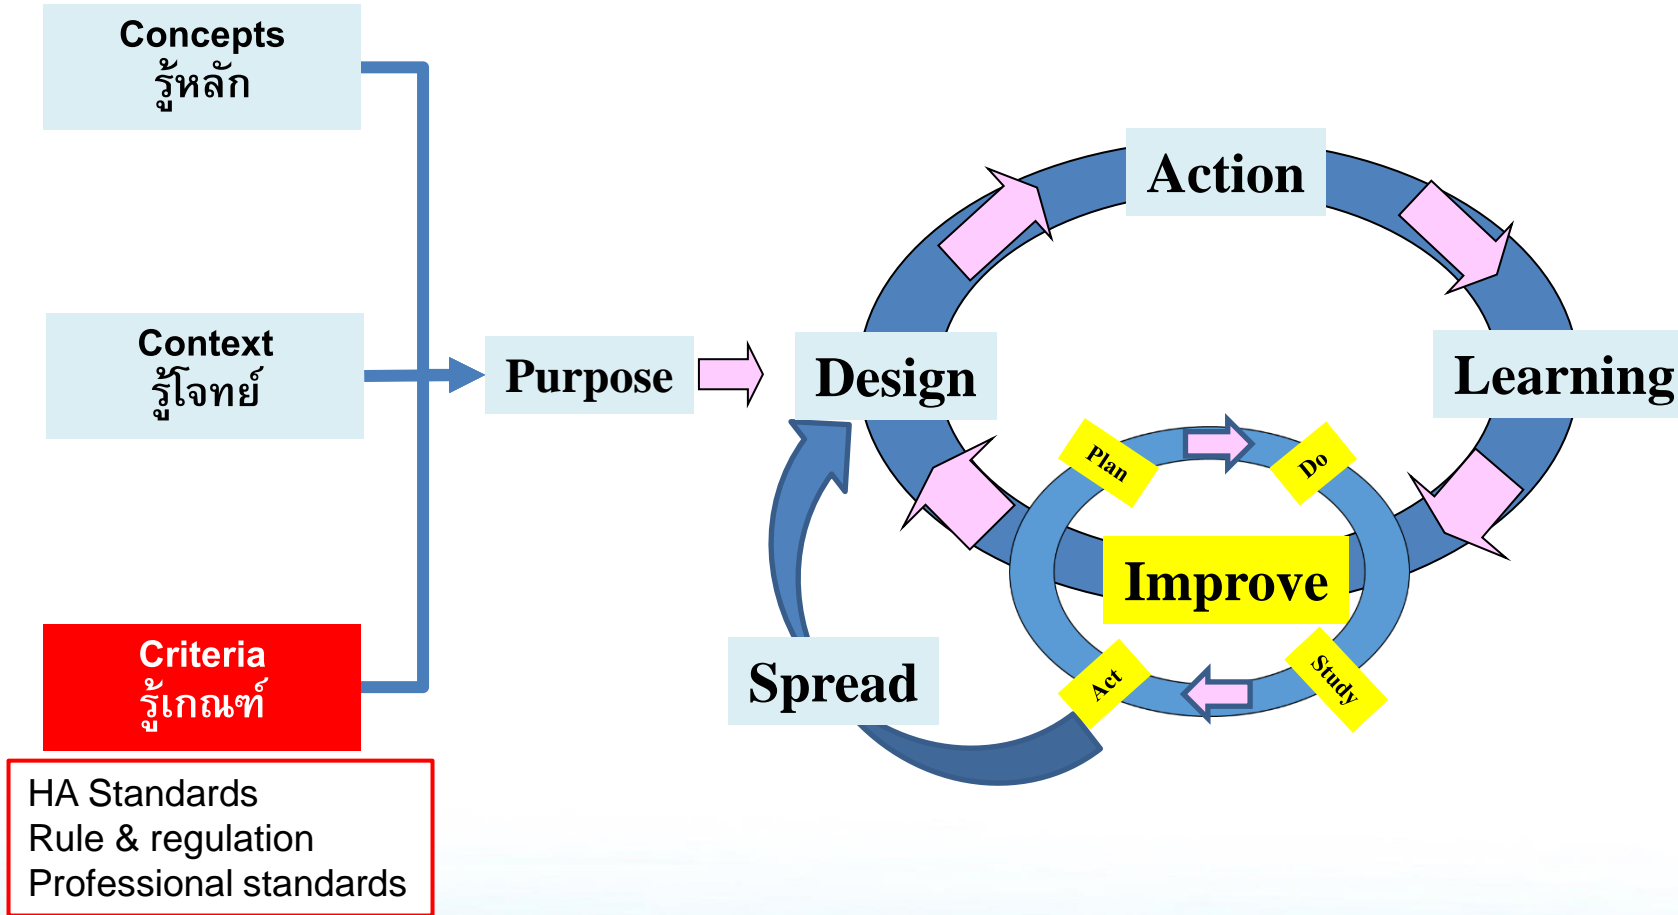 Concepts
รู้หลัก
Context
รู้โจทย์
Criteria
รู้เกณฑ์
HA Standards
Rule & regulation
Professional standards
Purpose
Design
Action
Learning
Improve
Plan
Do
Study
Act
Spread